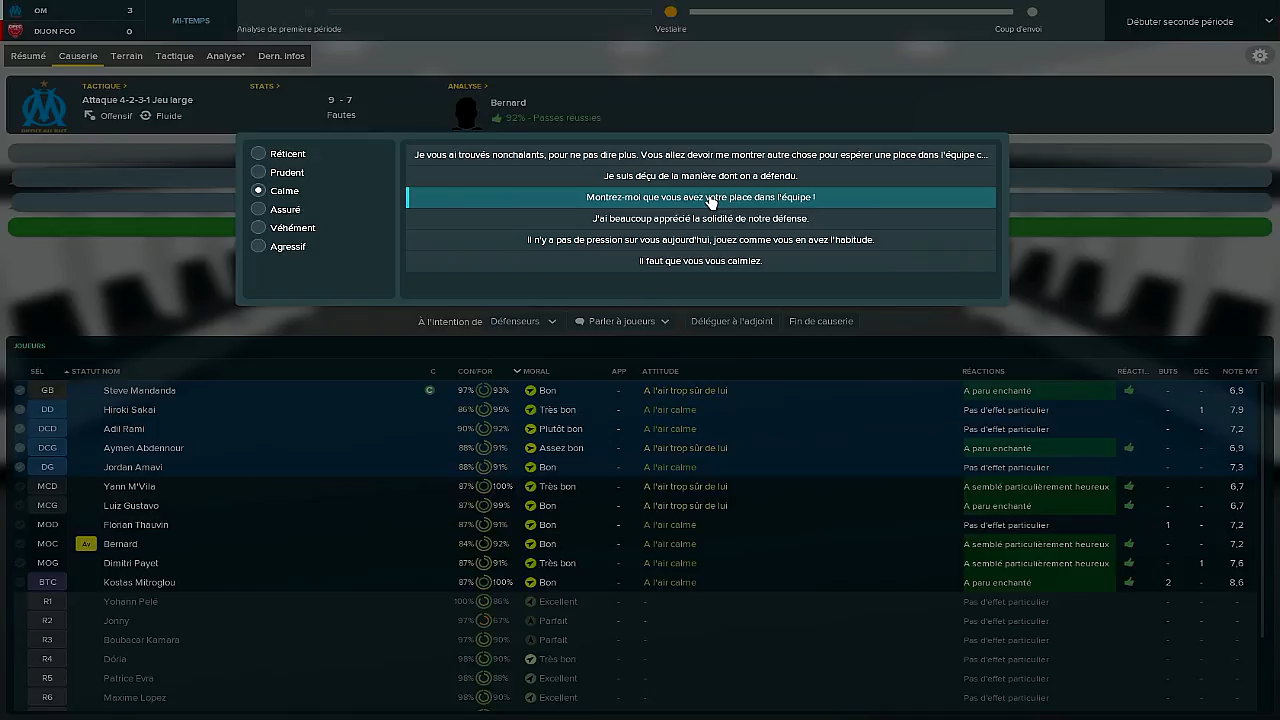 OM 3
DIJON FCO 0
MI-TEMPS
Analyse de première période
Vestiaire
Coup d'envoi
Débuter seconde période
Résumé Causerie Terrain Tactique Analyse* Dern. infos
TACTIQUE >
Attaque 4-2-3-1 Jeu large
Offensif Fluide
STATS >
9 - 7
Fautes
ANALYSE >
Bernard
92% - Passes réussies
Réticent
Prudent
Calme
Assuré
Véhément
Agressif
Je vous ai trouvés nonchalants, pour ne pas dire plus. Vous allez devoir me montrer autre chose pour espérer une place dans l'équipe c...
Je suis déçu de la manière dont on a défendu.
Montrez-moi que vous avez votre place dans l'équipe !
J'ai beaucoup apprécié la solidité de notre défense.
Il n'y a pas de pression sur vous aujourd'hui, jouez comme vous en avez l'habitude.
Il faut que vous vous calmiez.
À l'intention de Défenseurs Parler à joueurs Déléguer à l'adjoint Fin de causerie
JOUEURS
SEL STATUT NOM C CON/FOR MORAL APP ATTITUDE RÉACTIONS RÉACTI... BUTS DÉC NOTE M/T
GB Steve Mandanda C 97% 93% Bon - A l'air trop sûr de lui A paru enchanté - - 6,9
DD Hiroki Sakai 86% 95% Très bon - A l'air calme Pas d'effet particulier - 1 7,9
DCD Adil Rami 90% 92% Plutôt bon - A l'air calme Pas d'effet particulier - - 7,2
DCG Aymen Abdennour 88% 91% Assez bon - A l'air trop sûr de lui A paru enchanté - - 6,9
DG Jordan Amavi 88% 91% Bon - A l'air calme Pas d'effet particulier - - 7,3
MCD Yann M'Vila 87% 100% Très bon - A l'air trop sûr de lui A semblé particulièrement heureux - - 6,7
MCG Luiz Gustavo 87% 99% Bon - A l'air trop sûr de lui A paru enchanté - - 6,7
MOD Florian Thauvin 87% 91% Bon - A l'air calme Pas d'effet particulier 1 - 7,2
MOC Av Bernard 84% 92% Bon - A l'air calme A semblé particulièrement heureux - - 7,2
MOG Dimitri Payet 87% 91% Très bon - A l'air calme A semblé particulièrement heureux - 1 7,6
BTC Kostas Mitroglou 87% 100% Bon - A l'air calme A paru enchanté 2 - 8,6
R1 Yohann Pelé 100% 86% Excellent - - Pas d'effet particulier - - -
R2 Jonny 97% 67% Parfait - - Pas d'effet particulier - - -
R3 Boubacar Kamara 97% 90% Parfait - - Pas d'effet particulier - - -
R4 Dória 98% 90% Très bon - - Pas d'effet particulier - - -
R5 Patrice Evra 98% 88% Excellent - - Pas d'effet particulier - - -
R6 Maxime Lopez 98% 90% Excellent - - Pas d'effet particulier - - -